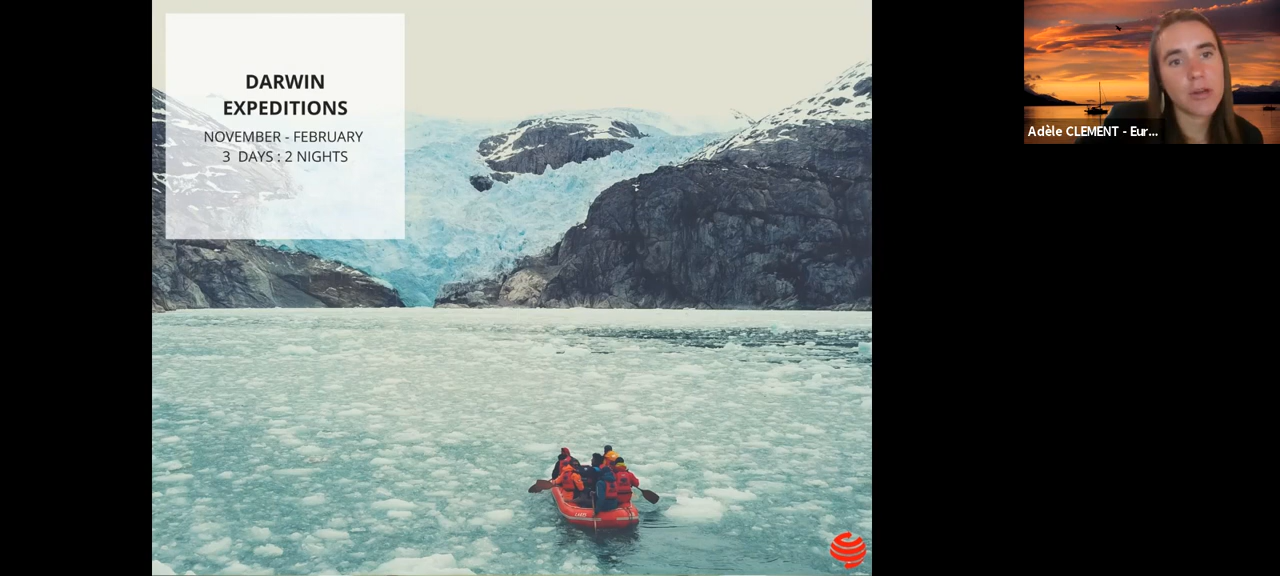 DARWIN
EXPEDITIONS
NOVEMBER - FEBRUARY
3 DAYS : 2 NIGHTS
Adèle CLEMENT - Eur...